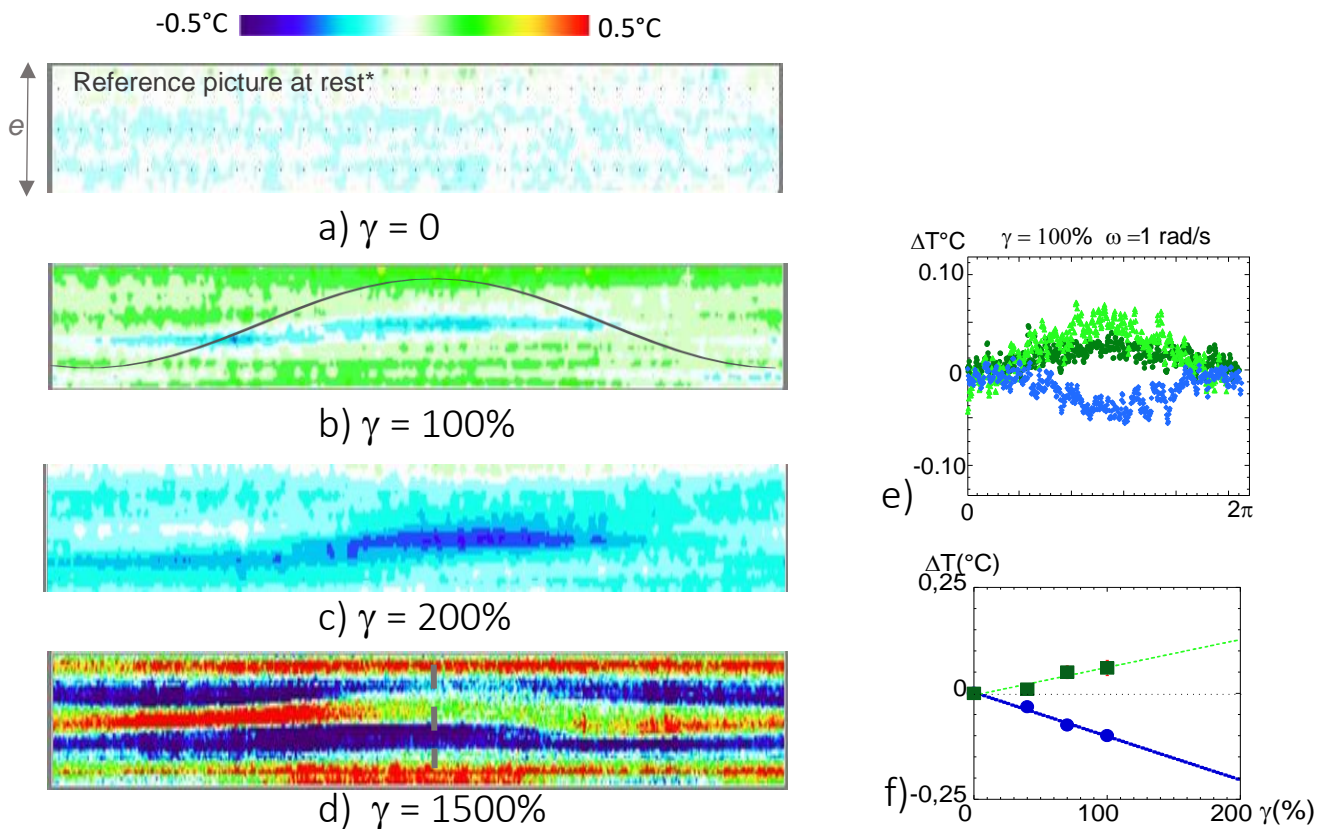 -0.5°C 0.5°C
Reference picture at rest*
e
a) γ = 0
b) γ = 100%
c) γ = 200%
d) γ = 1500%
ΔT°C γ = 100% ω =1 rad/s
0.10
0
-0.10
e)
0 2π
ΔT(°C)
0,25
0
f)-0,25
0 100 200 γ(%)